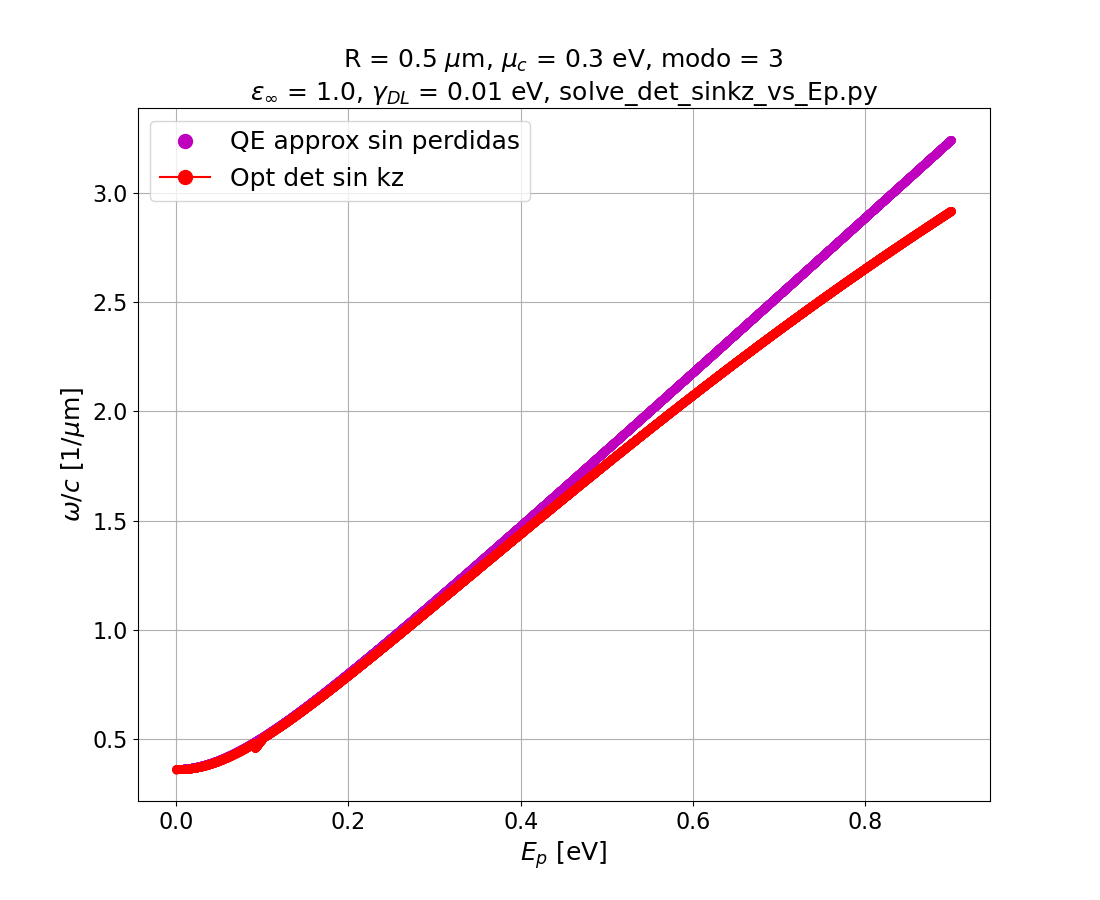 R = 0.5 μm, μ_c = 0.3 eV, modo = 3
ε_∞ = 1.0, γ_DL = 0.01 eV, solve_det_sinkz_vs_Ep.py
QE approx sin perdidas
Opt det sin kz
3.0
2.5
2.0
1.5
1.0
0.5
ω/c [1/μm]
0.0 0.2 0.4 0.6 0.8
E_p [eV]